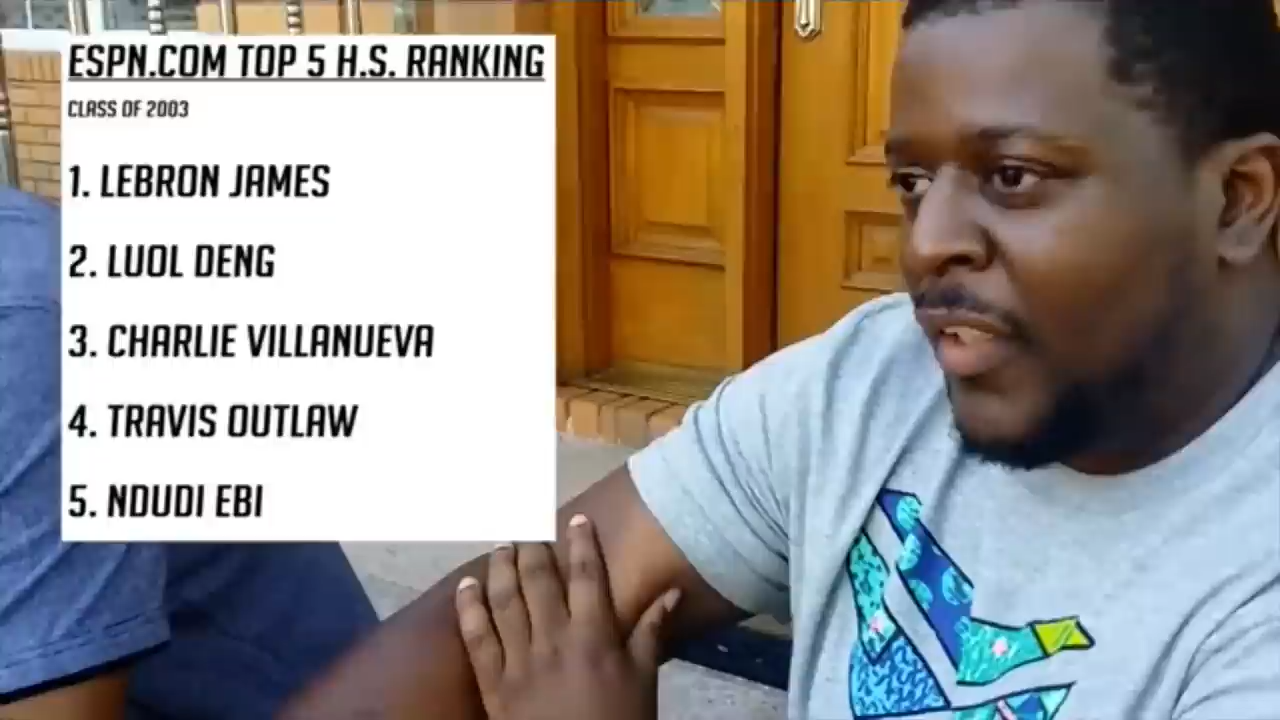 ESPN.COM TOP 5 H.S. RANKING
CLASS OF 2003
1. LEBRON JAMES
2. LUOL DENG
3. CHARLIE VILLANUEVA
4. TRAVIS OUTLAW
5. NDUDI EBI